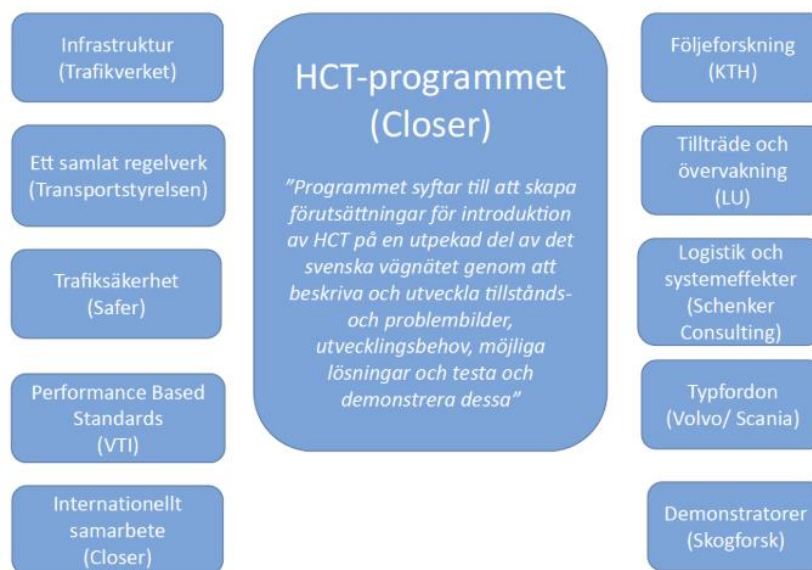 Infrastruktur
(Trafikverket)
Ett samlat regelverk
(Transportstyrelsen)
Trafiksäkerhet
(Safer)
Performance Based
Standards
(VTI)
Internationellt
samarbete
(Closer)
HCT-programmet
(Closer)
”Programmet syftar till att skapa
förutsättningar för introduktion
av HCT på en utpekad del av det
svenska vägnätet genom att
beskriva och utveckla tillstånds-
och problembilder,
utvecklingsbehov, möjliga
lösningar och testa och
demonstrera dessa”
Följeforskning
(KTH)
Tillträde och
övervakning
(LU)
Logistik och
systemeffekter
(Schenker
Consulting)
Typfordon
(Volvo/ Scania)
Demonstratorer
(Skogforsk)